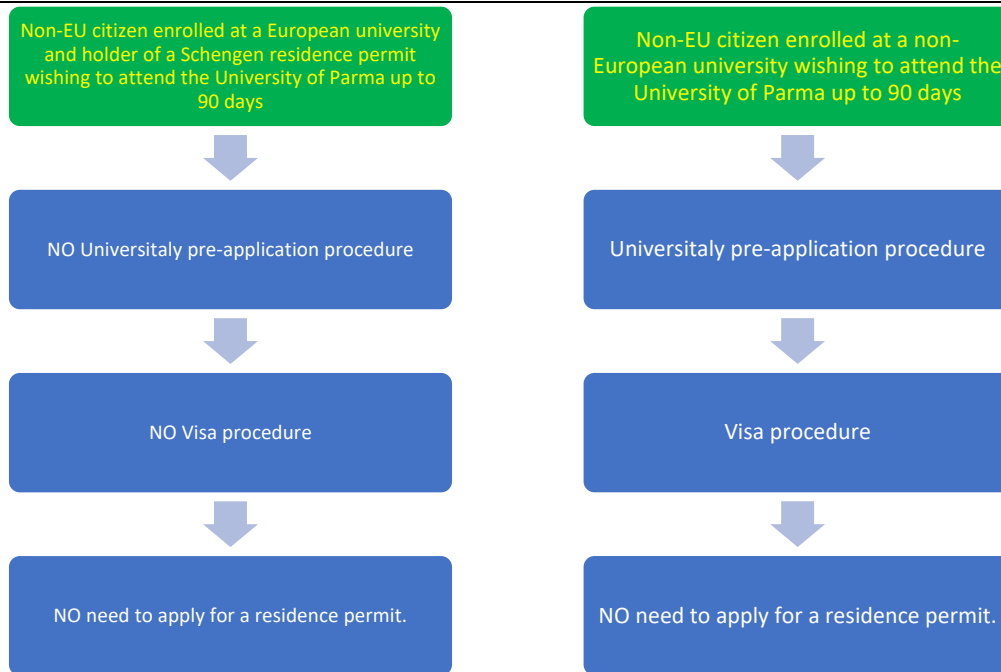 Non-EU citizen enrolled at a European university
and holder of a Schengen residence permit
wishing to attend the University of Parma up to
90 days
NO Universitaly pre-application procedure
NO Visa procedure
NO need to apply for a residence permit.
Non-EU citizen enrolled at a non-
European university wishing to attend the
University of Parma up to 90 days
Universitaly pre-application procedure
Visa procedure
NO need to apply for a residence permit.